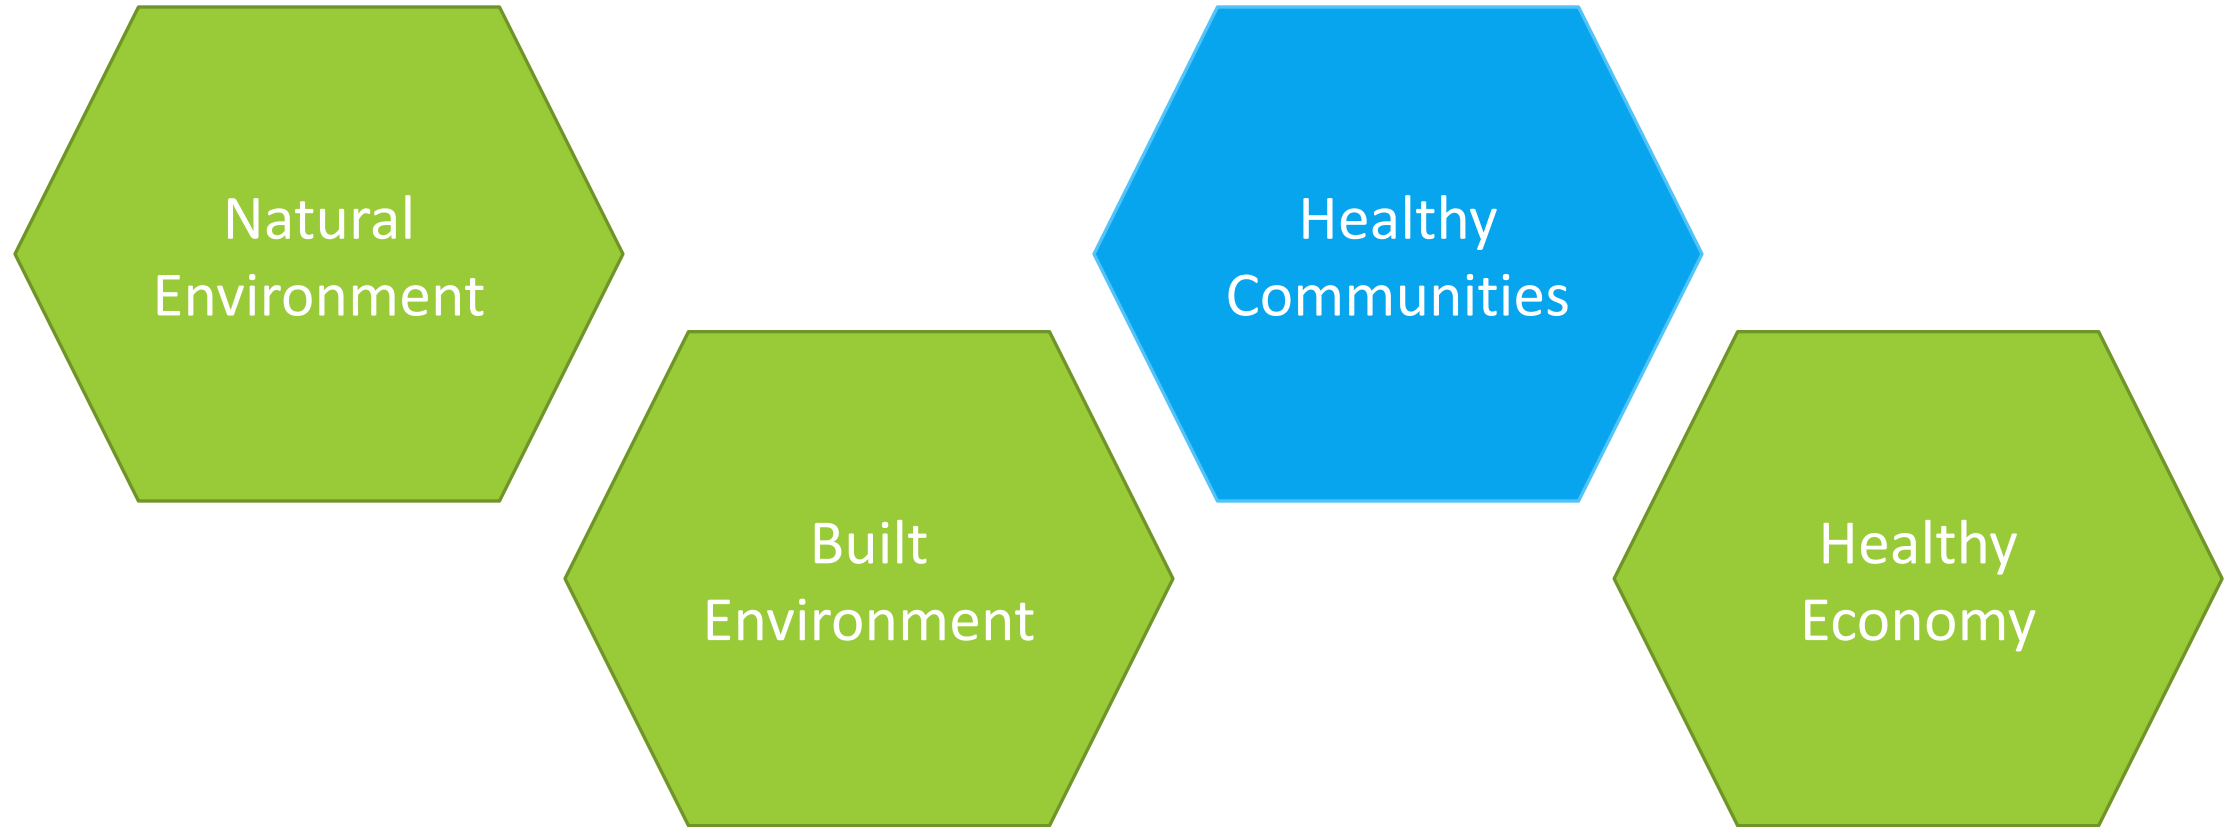 Natural
Environment
Built
Environment
Healthy
Communities
Healthy
Economy